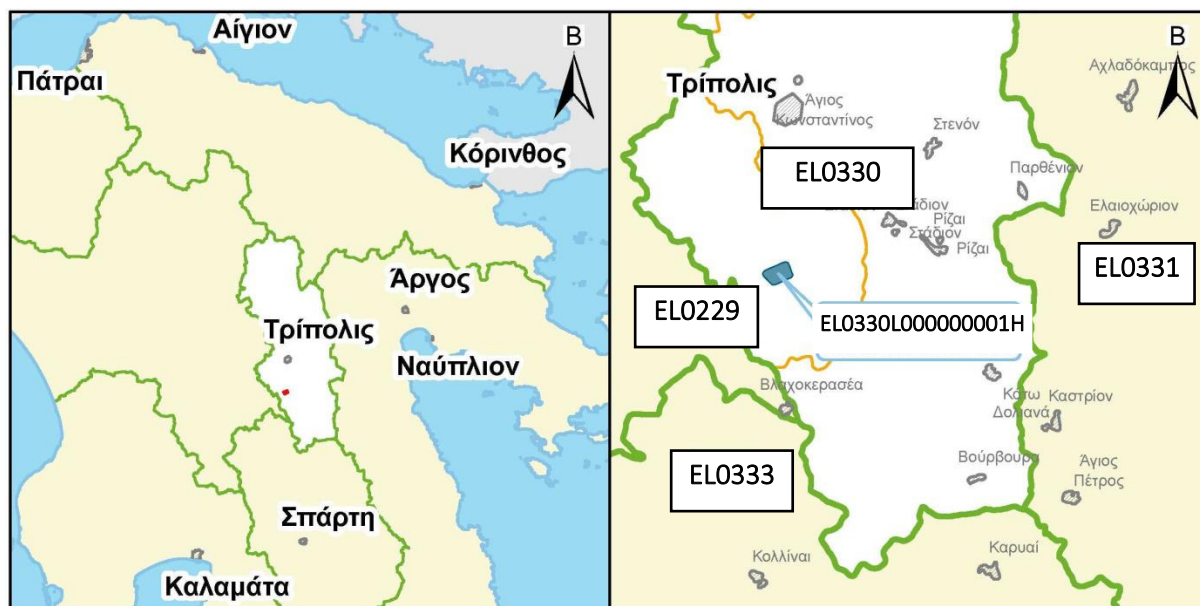 Αίγιον
Β
Πάτραι
Κόρινθος
Άργος
Τρίπολις
Ναύπλιον
Σπάρτη
Καλαμάτα
Β
Αχλαδόκαμπος
Τρίπολις
Άγιος
Κωνσταντίνος
Στενόν
EL0330
Παρθένιον
Στάδιον
Ρίζαι
Ελαιοχώριον
Ρίζαι
EL0331
EL0229
EL0330L000000001H
Βλαχοκερασέα
Κάτω
Δολιανά
Καστρίον
EL0333
Βούρβουρα
Άγιος
Πέτρος
Κολλίναι
Καρυαί